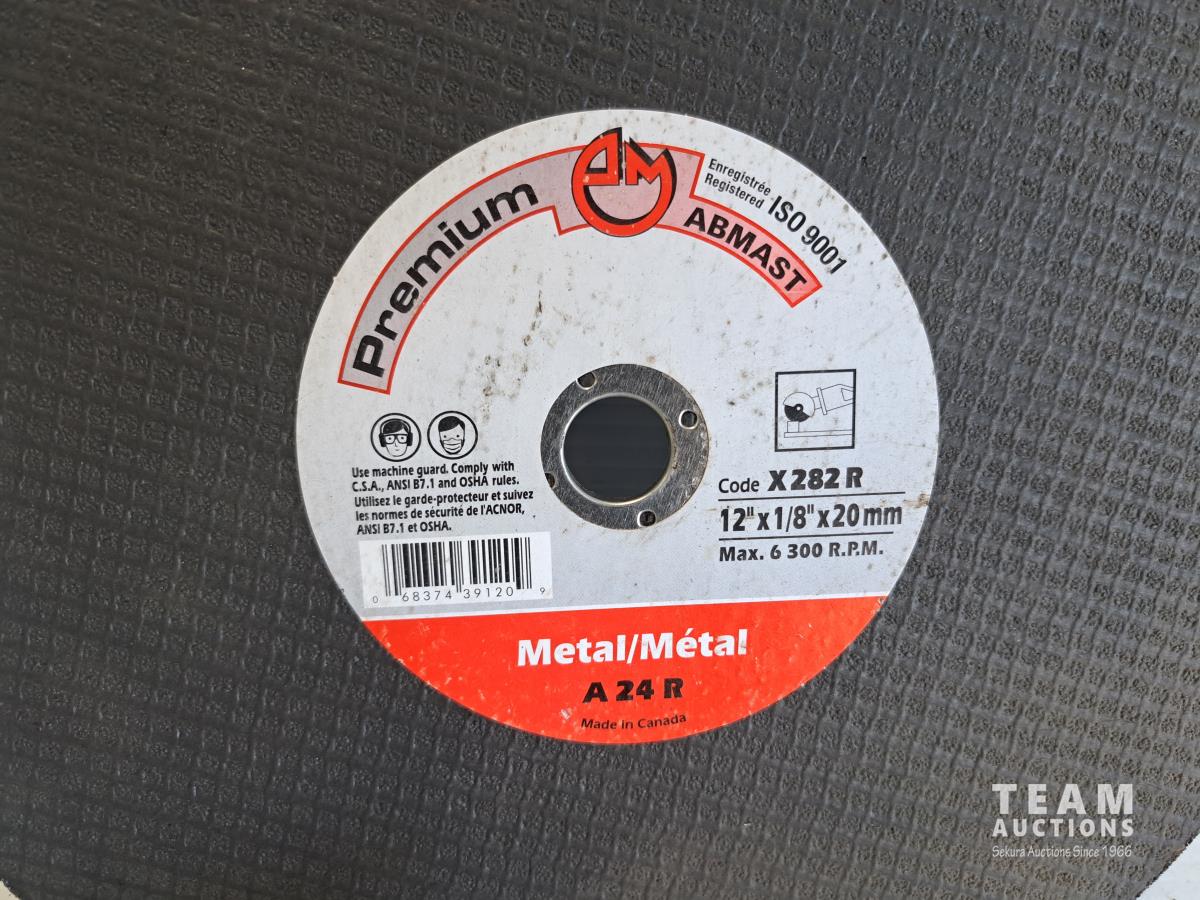 Premium
AM
ABMAST
Enregistrée
Registered
ISO 9001
Use machine guard. Comply with
C.S.A., ANSI B7.1 and OSHA rules.
Utilisez le garde-protecteur et suivez
les normes de sécurité de l'ACNOR,
ANSI B7.1 et OSHA.
0 68374 39120 9
Code X 282 R
12" x 1/8" x 20 mm
Max. 6 300 R.P.M.
Metal/Métal
A 24 R
Made in Canada
TEAM
AUCTIONS
Sekura Auctions Since 1966